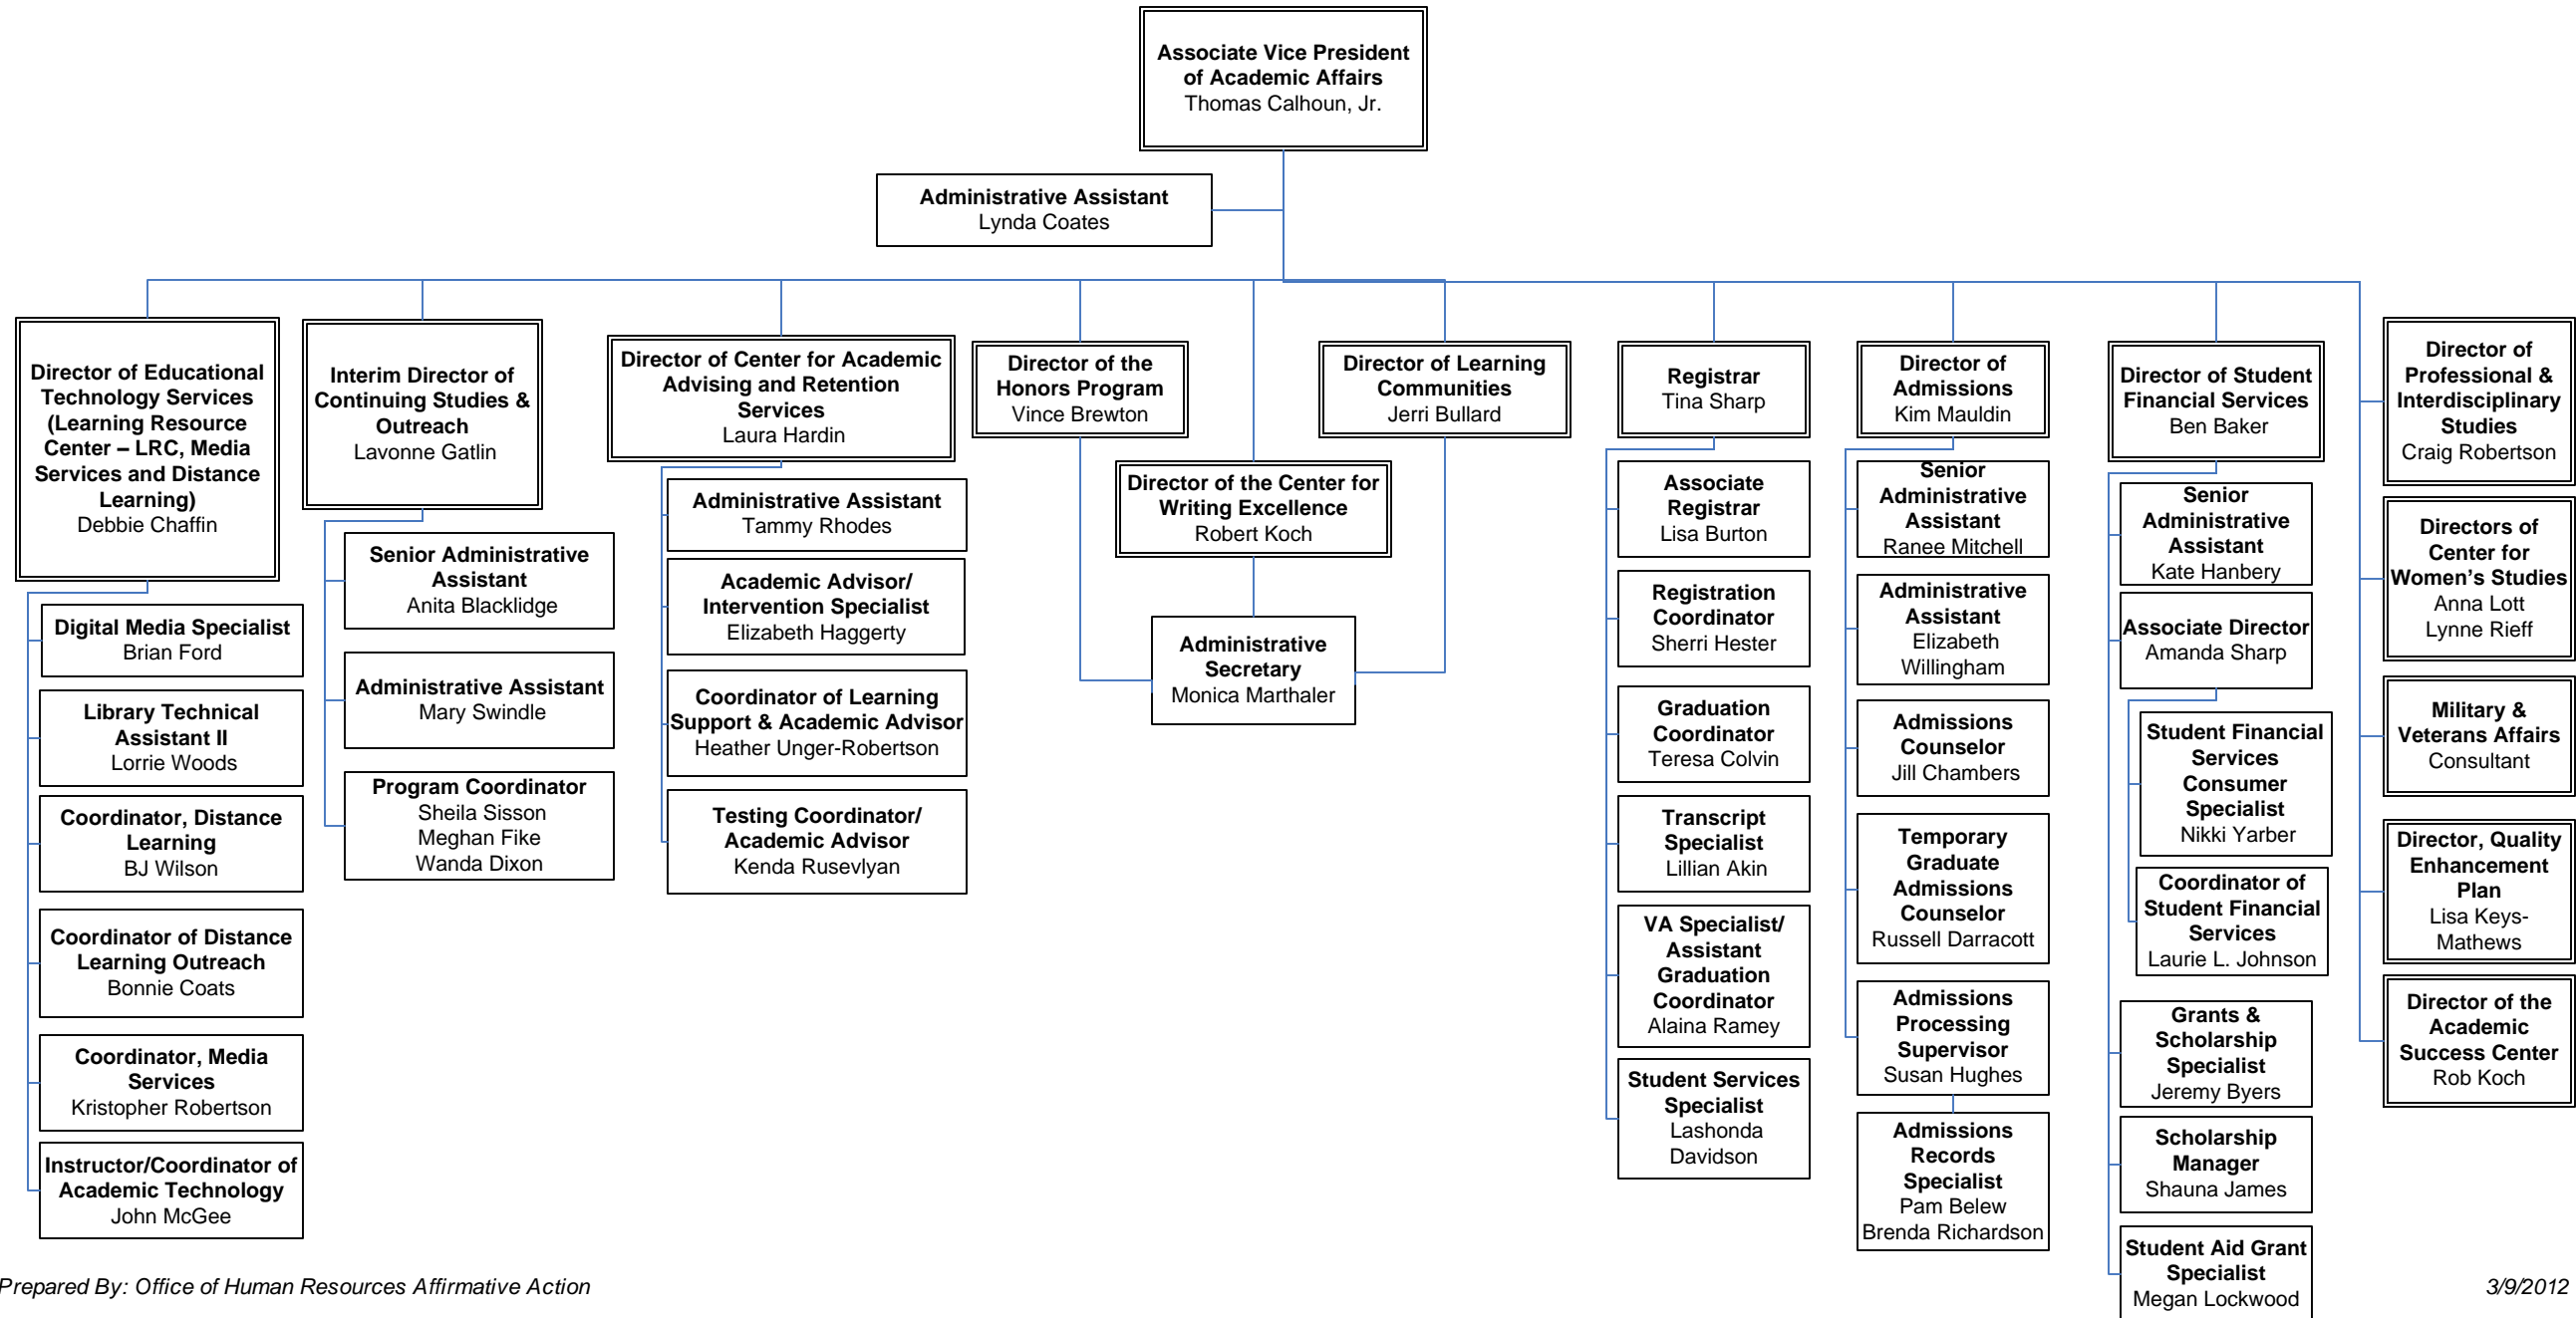 Associate Vice President
of Academic Affairs
Thomas Calhoun, Jr.
Administrative Assistant
Lynda Coates
Director of Educational
Technology Services
(Learning Resource
Center – LRC, Media
Services and Distance
Learning)
Debbie Chaffin
Digital Media Specialist
Brian Ford
Library Technical
Assistant II
Lorrie Woods
Coordinator, Distance
Learning
BJ Wilson
Coordinator of Distance
Learning Outreach
Bonnie Coats
Coordinator, Media
Services
Kristopher Robertson
Instructor/Coordinator of
Academic Technology
John McGee
Interim Director of
Continuing Studies &
Outreach
Lavonne Gatlin
Senior Administrative
Assistant
Anita Blacklidge
Administrative Assistant
Mary Swindle
Program Coordinator
Sheila Sisson
Meghan Fike
Wanda Dixon
Director of Center for Academic
Advising and Retention
Services
Laura Hardin
Administrative Assistant
Tammy Rhodes
Academic Advisor/
Intervention Specialist
Elizabeth Haggerty
Coordinator of Learning
Support & Academic Advisor
Heather Unger-Robertson
Testing Coordinator/
Academic Advisor
Kenda Rusevlyan
Director of the
Honors Program
Vince Brewton
Director of the Center for
Writing Excellence
Robert Koch
Director of Learning
Communities
Jerri Bullard
Administrative
Secretary
Monica Marthaler
Registrar
Tina Sharp
Associate
Registrar
Lisa Burton
Registration
Coordinator
Sherri Hester
Graduation
Coordinator
Teresa Colvin
Transcript
Specialist
Lillian Akin
VA Specialist/
Assistant
Graduation
Coordinator
Alaina Ramey
Student Services
Specialist
Lashonda
Davidson
Director of
Admissions
Kim Mauldin
Senior
Administrative
Assistant
Ranee Mitchell
Administrative
Assistant
Elizabeth
Willingham
Admissions
Counselor
Jill Chambers
Temporary
Graduate
Admissions
Counselor
Russell Darracott
Admissions
Processing
Supervisor
Susan Hughes
Admissions
Records
Specialist
Pam Belew
Brenda Richardson
Director of Student
Financial Services
Ben Baker
Senior
Administrative
Assistant
Kate Hanbery
Associate Director
Amanda Sharp
Student Financial
Services
Consumer
Specialist
Nikki Yarber
Coordinator of
Student Financial
Services
Laurie L. Johnson
Grants &
Scholarship
Specialist
Jeremy Byers
Scholarship
Manager
Shauna James
Student Aid Grant
Specialist
Megan Lockwood
Director of
Professional &
Interdisciplinary
Studies
Craig Robertson
Directors of
Center for
Women’s Studies
Anna Lott
Lynne Rieff
Military &
Veterans Affairs
Consultant
Director, Quality
Enhancement
Plan
Lisa Keys-
Mathews
Director of the
Academic
Success Center
Rob Koch
Prepared By: Office of Human Resources Affirmative Action
3/9/2012